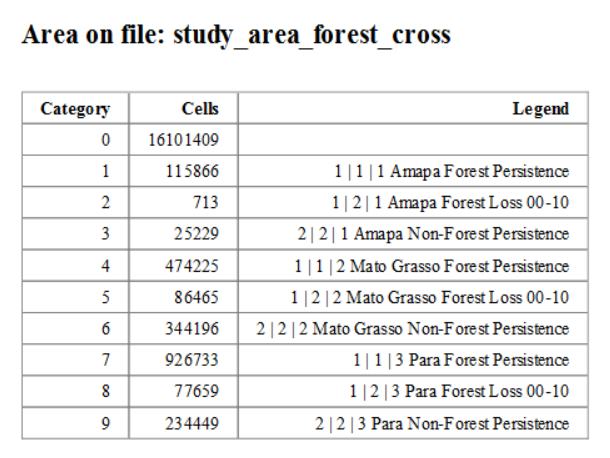 Area on file: study_area_forest_cross
Category Cells Legend
0 16101409
1 115866 1 | 1 | 1 Amapa Forest Persistence
2 713 1 | 2 | 1 Amapa Forest Loss 00-10
3 25229 2 | 2 | 1 Amapa Non-Forest Persistence
4 474225 1 | 1 | 2 Mato Grasso Forest Persistence
5 86465 1 | 2 | 2 Mato Grasso Forest Loss 00-10
6 344196 2 | 2 | 2 Mato Grasso Non-Forest Persistence
7 926733 1 | 1 | 3 Para Forest Persistence
8 77659 1 | 2 | 3 Para Forest Loss 00-10
9 234449 2 | 2 | 3 Para Non-Forest Persistence